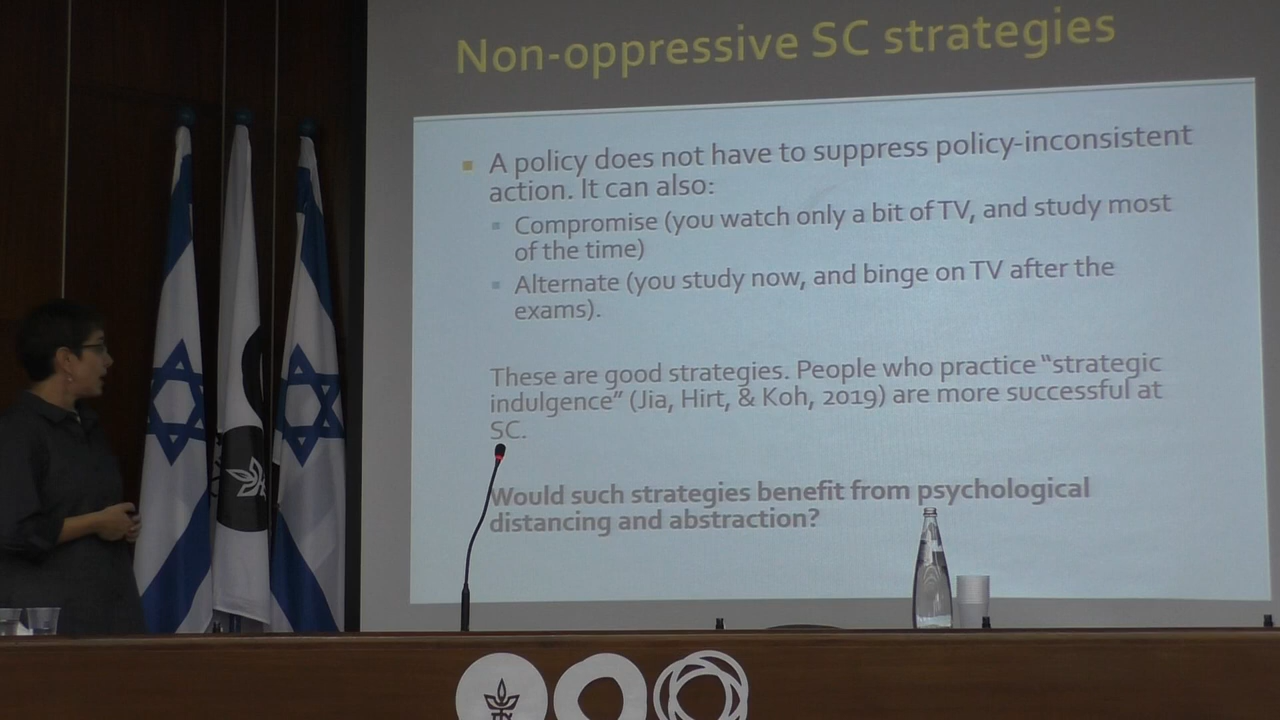 Non-oppressive SC strategies
A policy does not have to suppress policy-inconsistent
action. It can also:
Compromise (you watch only a bit of TV, and study most
of the time)
Alternate (you study now, and binge on TV after the
exams).
These are good strategies. People who practice “strategic
indulgence” (Jia, Hirt, & Koh, 2019) are more successful at
SC.
Would such strategies benefit from psychological
distancing and abstraction?